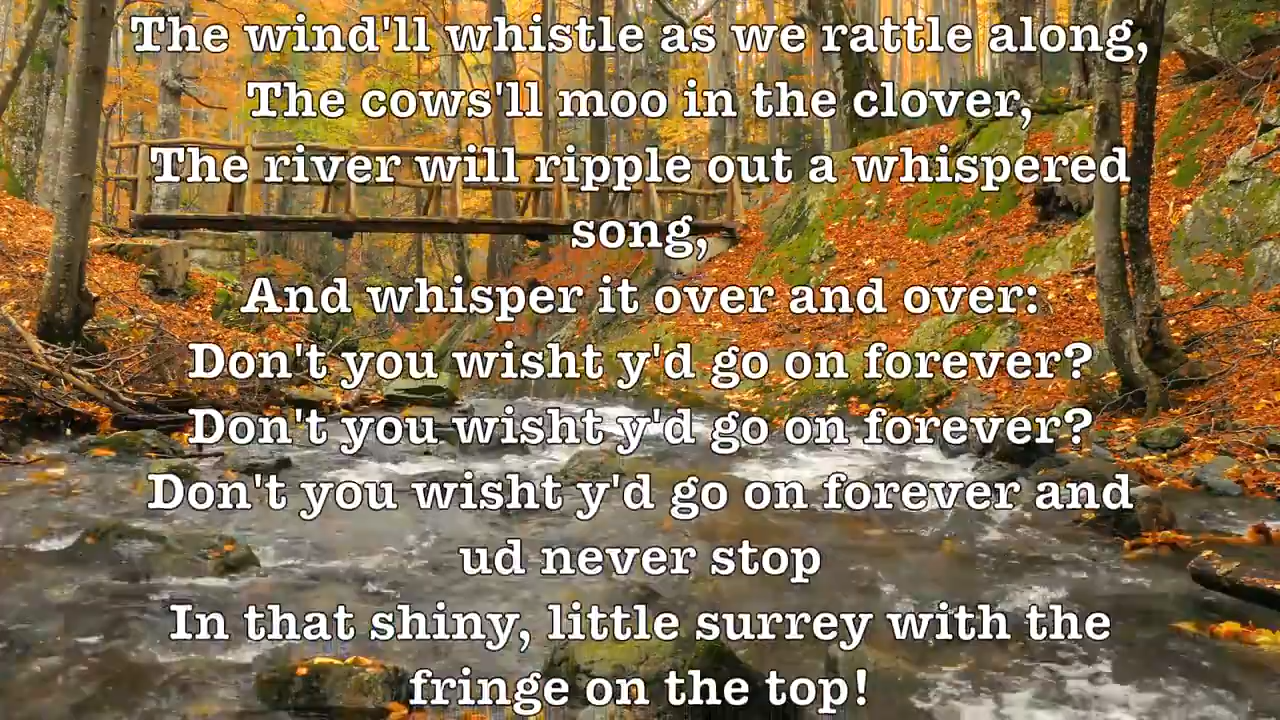 The wind'll whistle as we rattle along,
The cows'll moo in the clover,
The river will ripple out a whispered
song,
And whisper it over and over:
Don't you wisht y'd go on forever?
Don't you wisht y'd go on forever?
Don't you wisht y'd go on forever and
ud never stop
In that shiny, little surrey with the
fringe on the top!